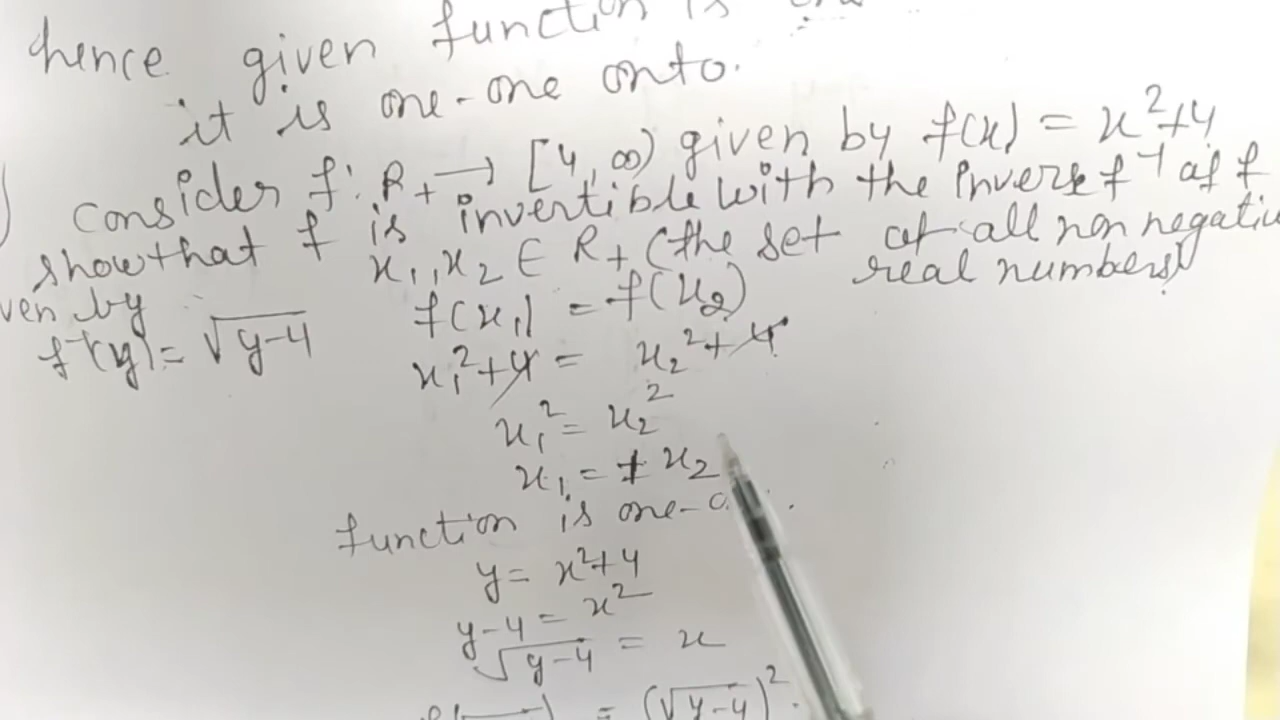 hence given function is
it is one-one onto.
Consider f: R+ → [4, ∞) given by f(x) = x²+4
show that f is invertible with the inverse f⁻¹ of f
ven by x₁, x₂ ∈ R+ (the set of all non negative real numbers)
f⁻¹(y) = √y-4
f(x₁) = f(x₂)
x₁²+4 = x₂²+4
x₁² = x₂²
x₁ = ± x₂
function is one-
y = x²+4
y-4 = x²
√y-4 = x
= (√y-4)².